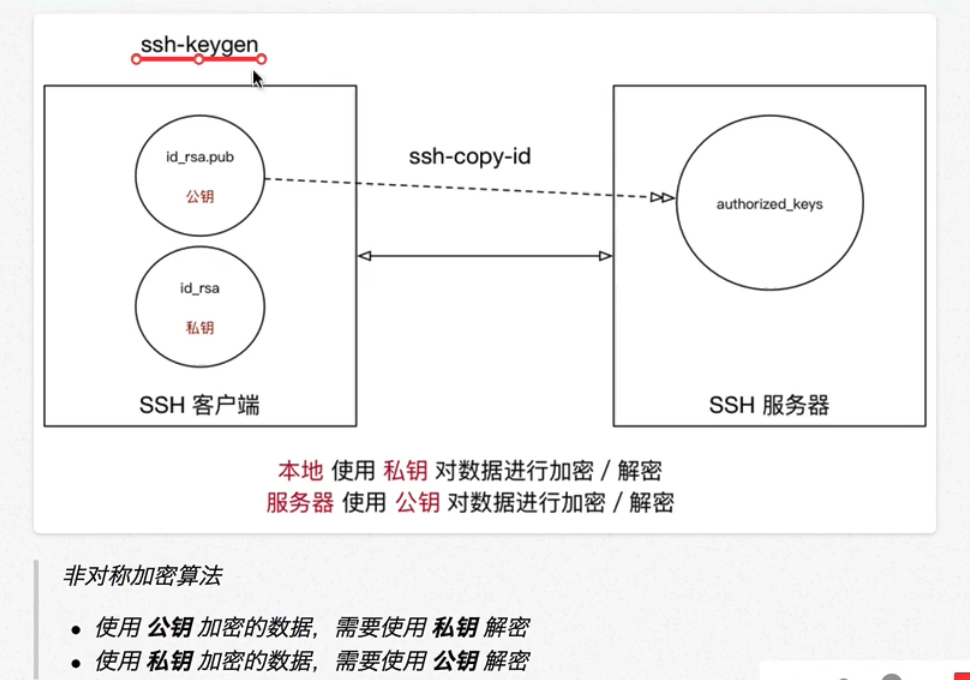 ssh-keygen
id_rsa.pub
公钥
ssh-copy-id
authorized_keys
id_rsa
私钥
SSH 客户端
SSH 服务器
本地 使用 私钥 对数据进行加密 / 解密
服务器 使用 公钥 对数据进行加密 / 解密
非对称加密算法
• 使用 公钥 加密的数据，需要使用 私钥 解密
• 使用 私钥 加密的数据，需要使用 公钥 解密